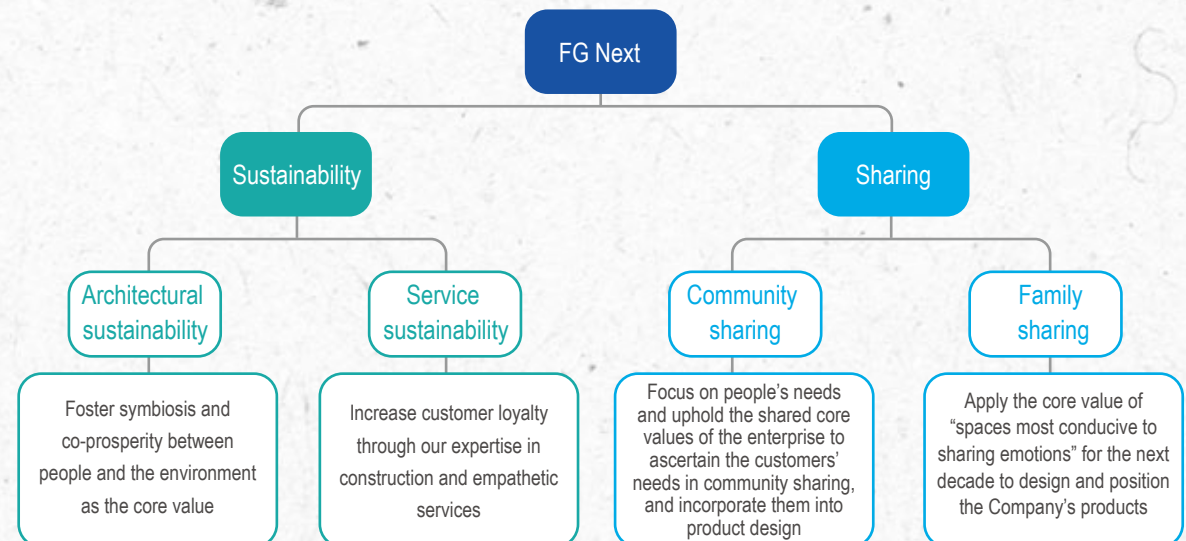 FG Next
Sustainability
Sharing
Architectural
sustainability
Service
sustainability
Community
sharing
Family
sharing
Foster symbiosis and
co-prosperity between
people and the environment
as the core value
Increase customer loyalty
through our expertise in
construction and empathetic
services
Focus on people’s needs
and uphold the shared core
values of the enterprise to
ascertain the customers’
needs in community sharing,
and incorporate them into
product design
Apply the core value of
“spaces most conducive to
sharing emotions” for the next
decade to design and position
the Company’s products